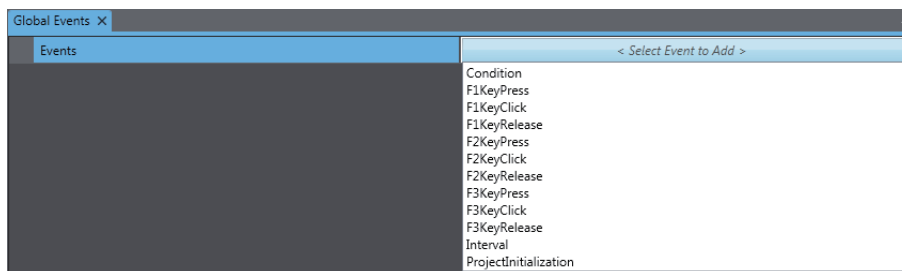 Global Events X
Events
< Select Event to Add >
Condition
F1KeyPress
F1KeyClick
F1KeyRelease
F2KeyPress
F2KeyClick
F2KeyRelease
F3KeyPress
F3KeyClick
F3KeyRelease
Interval
ProjectInitialization